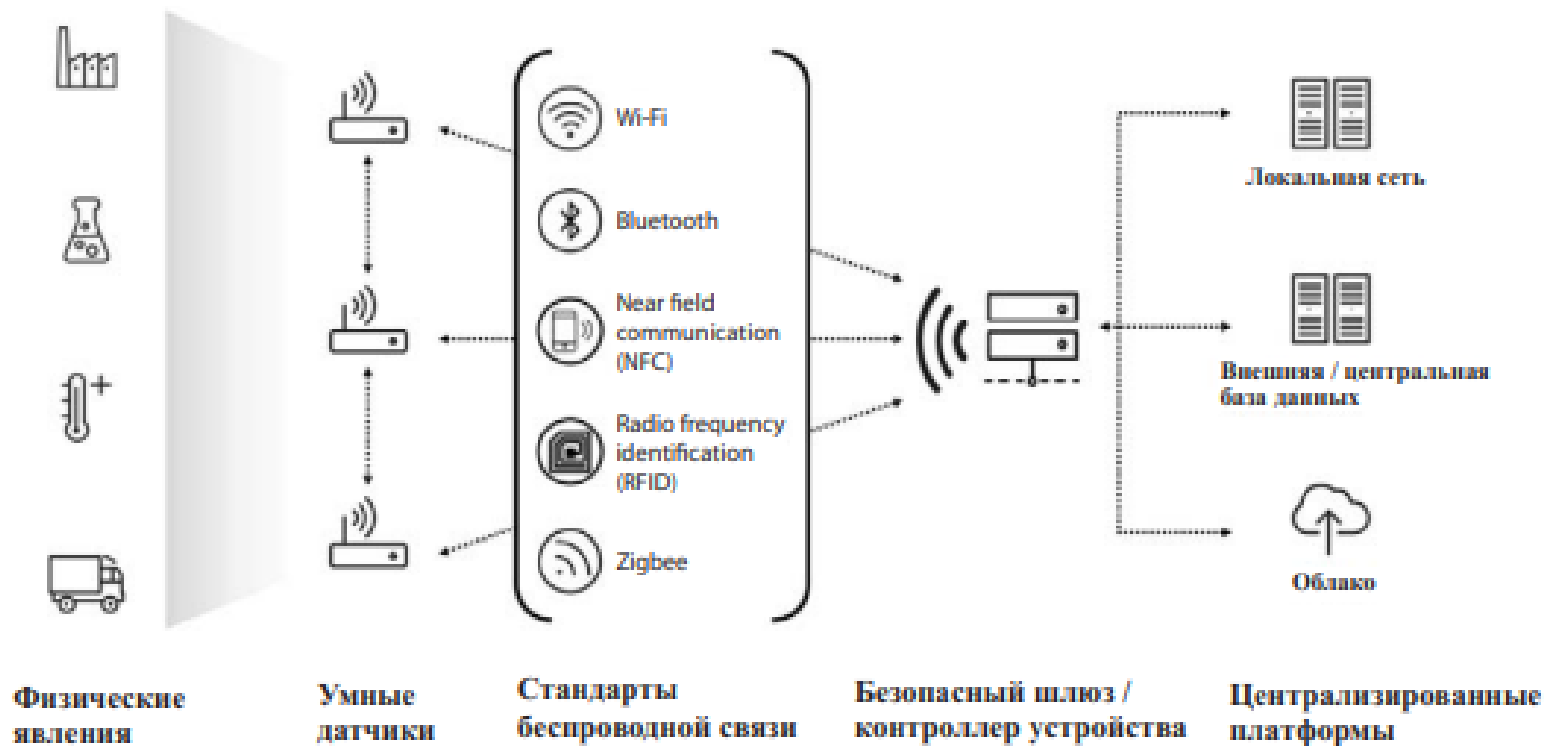 Wi-Fi
Bluetooth
Near field
communication
(NFC)
Radio frequency
identification
(RFID)
Zigbee
Локальная сеть
Внешняя / центральная
база данных
Облако
Физические
явления
Умные
датчики
Стандарты
беспроводной связи
Безопасный шлюз /
контроллер устройства
Централизированные
платформы